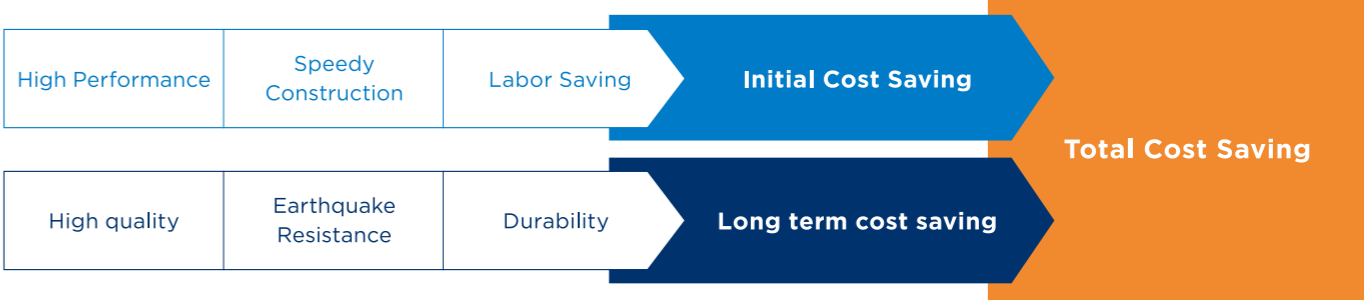 High Performance
Speedy
Construction
Labor Saving
Initial Cost Saving
High quality
Earthquake
Resistance
Durability
Long term cost saving
Total Cost Saving